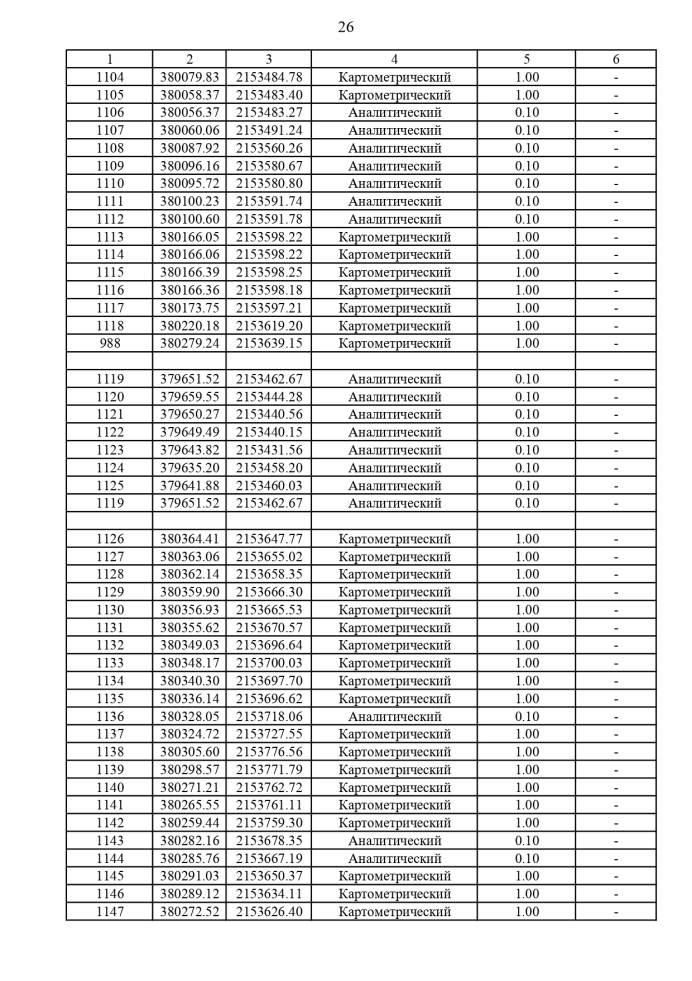 26
1 2 3 4 5 6
1104 380079.83 2153484.78 Картометрический 1.00 -
1105 380058.37 2153483.40 Картометрический 1.00 -
1106 380056.37 2153483.27 Аналитический 0.10 -
1107 380060.06 2153491.24 Аналитический 0.10 -
1108 380087.92 2153560.26 Аналитический 0.10 -
1109 380096.16 2153580.67 Аналитический 0.10 -
1110 380095.72 2153580.80 Аналитический 0.10 -
1111 380100.23 2153591.74 Аналитический 0.10 -
1112 380100.60 2153591.78 Аналитический 0.10 -
1113 380166.05 2153598.22 Картометрический 1.00 -
1114 380166.06 2153598.22 Картометрический 1.00 -
1115 380166.39 2153598.25 Картометрический 1.00 -
1116 380166.36 2153598.18 Картометрический 1.00 -
1117 380173.75 2153597.21 Картометрический 1.00 -
1118 380220.18 2153619.20 Картометрический 1.00 -
988 380279.24 2153639.15 Картометрический 1.00 -
1119 379651.52 2153462.67 Аналитический 0.10 -
1120 379659.55 2153444.28 Аналитический 0.10 -
1121 379650.27 2153440.56 Аналитический 0.10 -
1122 379649.49 2153440.15 Аналитический 0.10 -
1123 379643.82 2153431.56 Аналитический 0.10 -
1124 379635.20 2153458.20 Аналитический 0.10 -
1125 379641.88 2153460.03 Аналитический 0.10 -
1119 379651.52 2153462.67 Аналитический 0.10 -
1126 380364.41 2153647.77 Картометрический 1.00 -
1127 380363.06 2153655.02 Картометрический 1.00 -
1128 380362.14 2153658.35 Картометрический 1.00 -
1129 380359.90 2153666.30 Картометрический 1.00 -
1130 380356.93 2153665.53 Картометрический 1.00 -
1131 380355.62 2153670.57 Картометрический 1.00 -
1132 380349.03 2153696.64 Картометрический 1.00 -
1133 380348.17 2153700.03 Картометрический 1.00 -
1134 380340.30 2153697.70 Картометрический 1.00 -
1135 380336.14 2153696.62 Картометрический 1.00 -
1136 380328.05 2153718.06 Аналитический 0.10 -
1137 380324.72 2153727.55 Картометрический 1.00 -
1138 380305.60 2153776.56 Картометрический 1.00 -
1139 380298.57 2153771.79 Картометрический 1.00 -
1140 380271.21 2153762.72 Картометрический 1.00 -
1141 380265.55 2153761.11 Картометрический 1.00 -
1142 380259.44 2153759.30 Картометрический 1.00 -
1143 380282.16 2153678.35 Аналитический 0.10 -
1144 380285.76 2153667.19 Аналитический 0.10 -
1145 380291.03 2153650.37 Картометрический 1.00 -
1146 380289.12 2153634.11 Картометрический 1.00 -
1147 380272.52 2153626.40 Картометрический 1.00 -